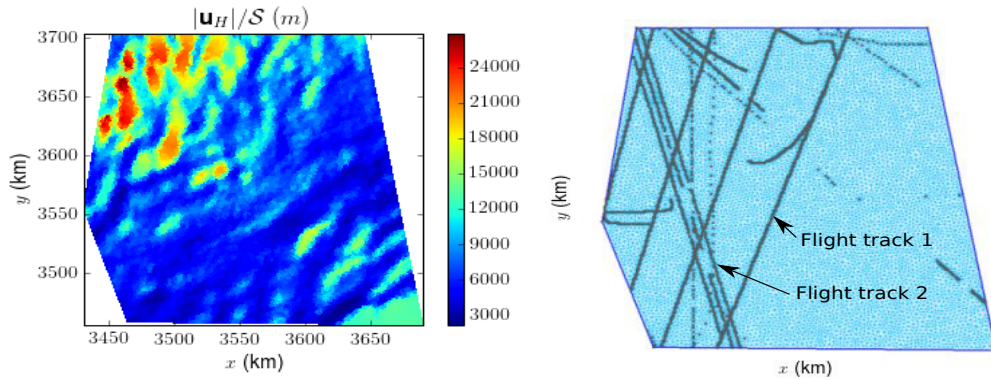 |u_H|/S (m)
3700
3650
3600
3550
3500
y (km)
3450 3500 3550 3600 3650
x (km)
24000
21000
18000
15000
12000
9000
6000
3000
y (km)
Flight track 1
Flight track 2
x (km)